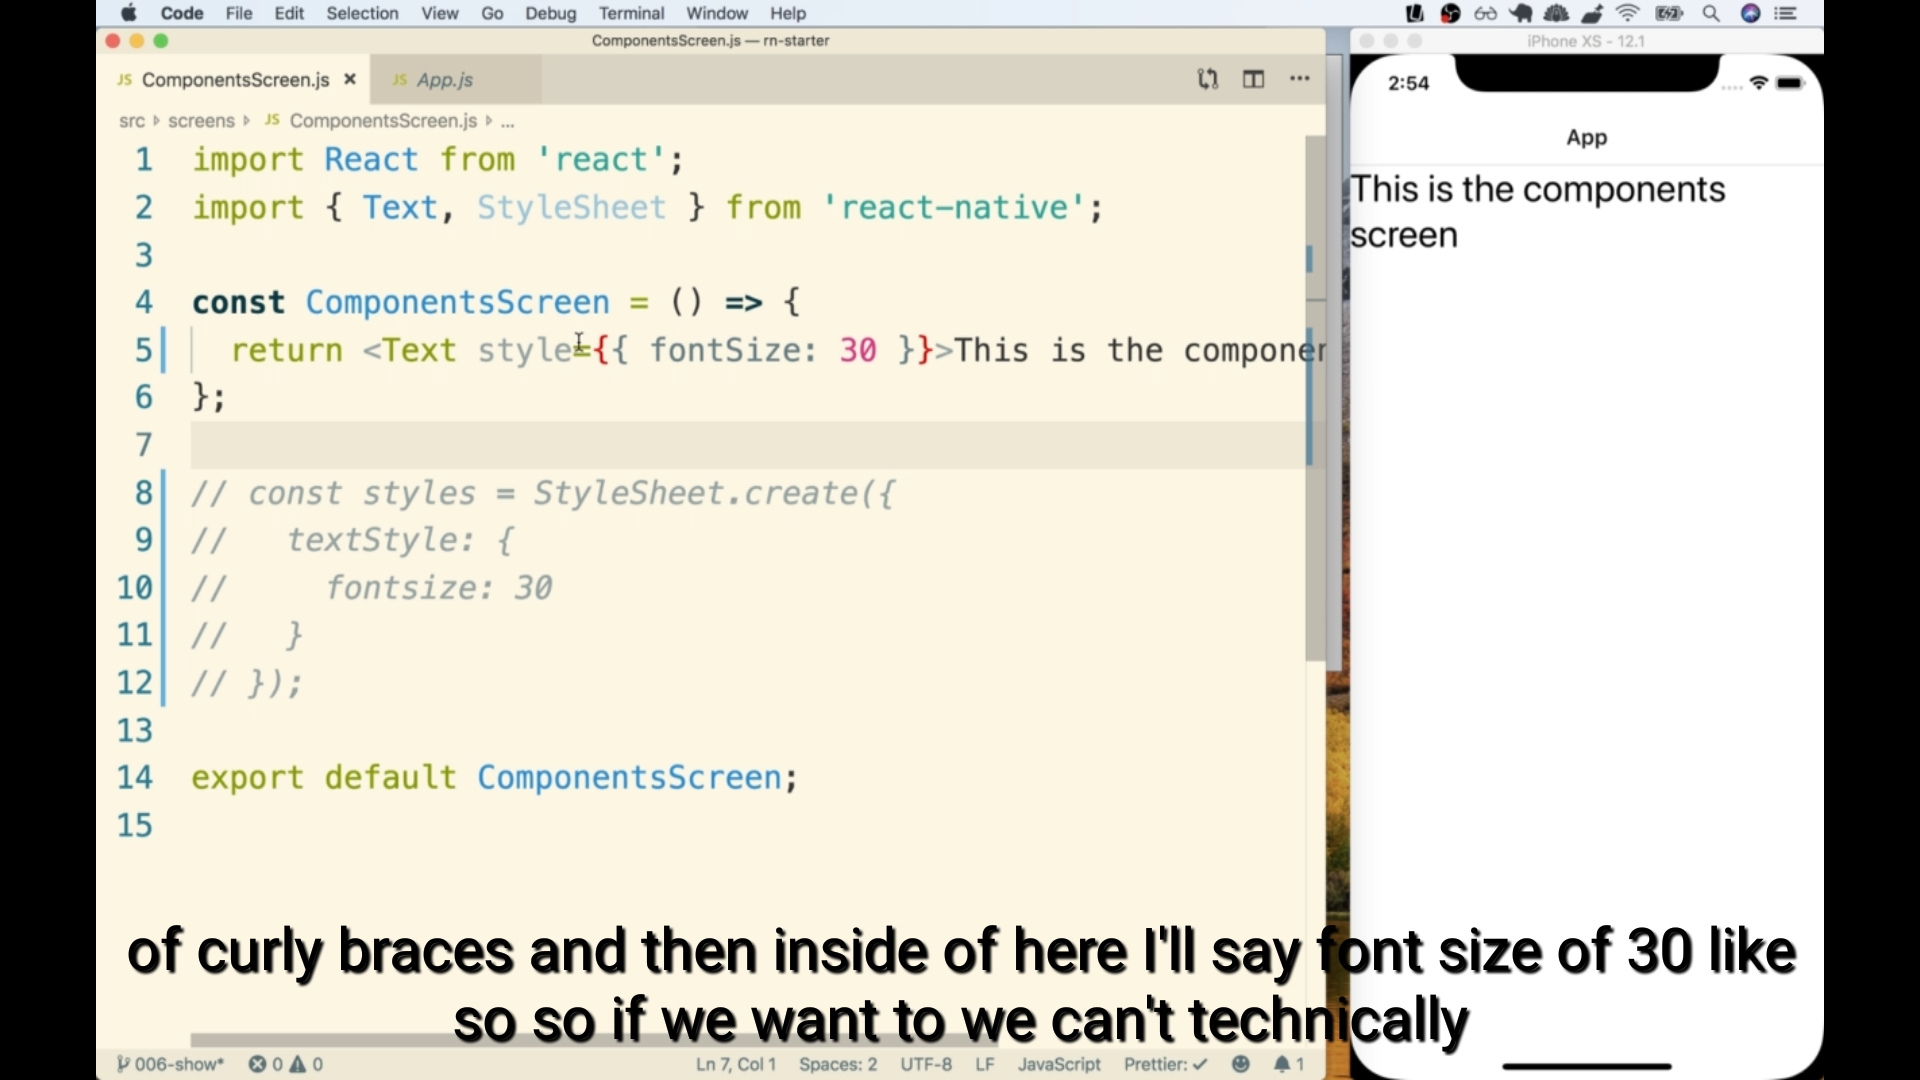 Code File Edit Selection View Go Debug Terminal Window Help
ComponentsScreen.js — rn-starter
iPhone XS - 12.1
JS ComponentsScreen.js × JS App.js
2:54
src screens JS ComponentsScreen.js ...
App
1 import React from 'react';
2 import { Text, StyleSheet } from 'react-native';
3
4 const ComponentsScreen = () => {
5 return <Text style={{ fontSize: 30 }}>This is the componen
6 };
7
8 // const styles = StyleSheet.create({
9 // textStyle: {
10 // fontsize: 30
11 // }
12 // });
13
14 export default ComponentsScreen;
15
This is the components
screen
of curly braces and then inside of here I'll say font size of 30 like
so so if we want to we can't technically
006-show* 0 0 Ln 7, Col 1 Spaces: 2 UTF-8 LF JavaScript Prettier: ✓ 1